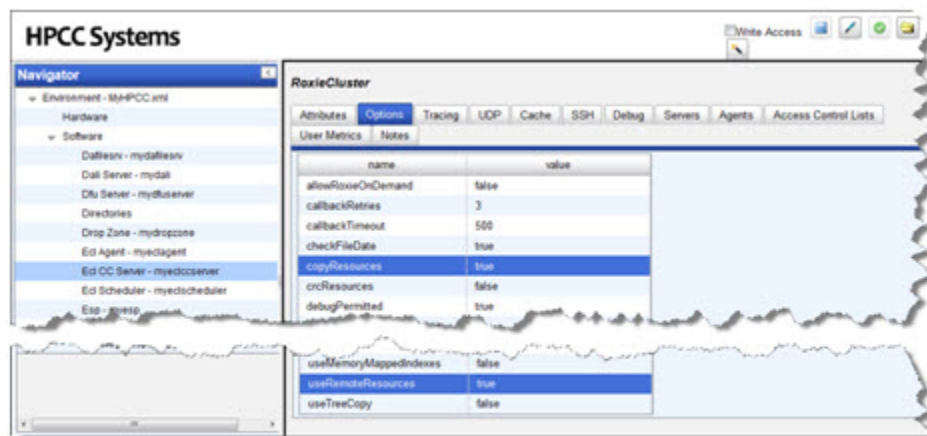 HPCC Systems
Write Access
Navigator
Environment - MyHPCC.xml
Hardware
Software
Dafilesrv - mydafilesrv
Dali Server - mydali
Dfu Server - mydfuserver
Directories
Drop Zone - mydropzone
Ecl Agent - myeclagent
Ecl CC Server - myeclccserver
Ecl Scheduler - myeclscheduler
Esp - myesp
RoxieCluster
Attributes Options Tracing UDP Cache SSH Debug Servers Agents Access Control Lists
User Metrics Notes
name value
allowRoxieOnDemand false
callbackRetries 3
callbackTimeout 500
checkFileDate true
copyResources true
crcResources false
debugPermitted true
useMemoryMappedIndexes false
useRemoteResources true
useTreeCopy false